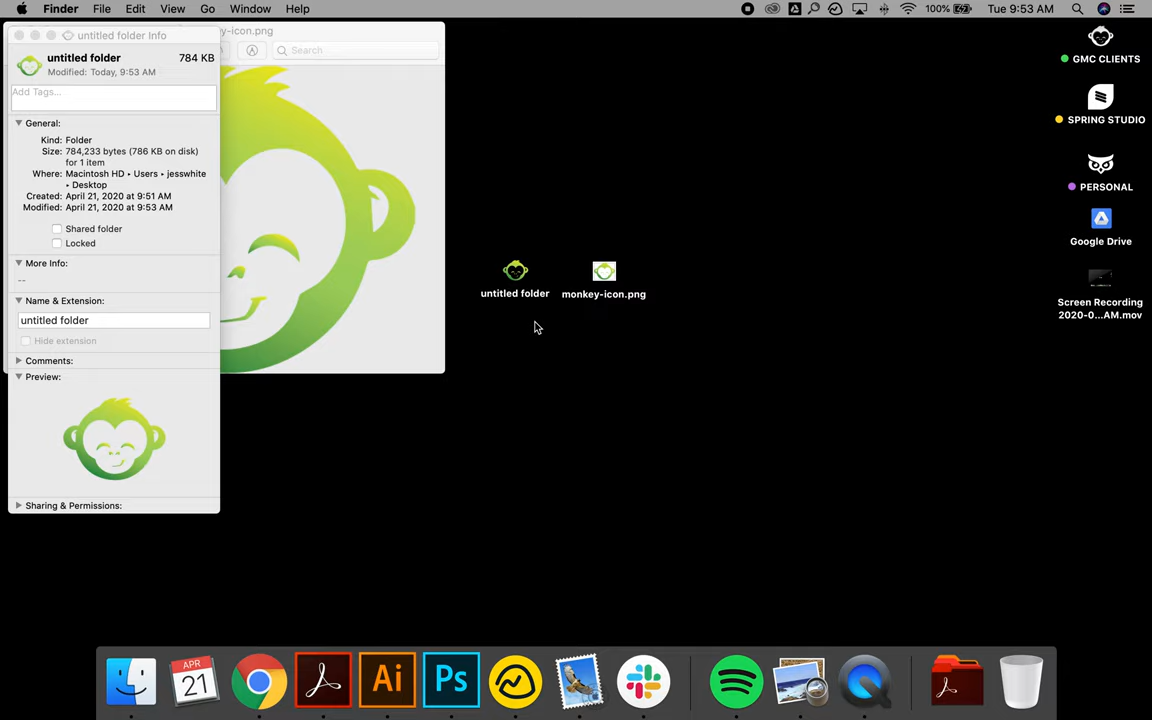 Finder File Edit View Go Window Help 100% Tue 9:53 AM
untitled folder Info
y-icon.png
untitled folder 784 KB
Modified: Today, 9:53 AM
Search
Add Tags...
General:
Kind: Folder
Size: 784,233 bytes (786 KB on disk)
for 1 item
Where: Macintosh HD ▸ Users ▸ jesswhite
▸ Desktop
Created: April 21, 2020 at 9:51 AM
Modified: April 21, 2020 at 9:53 AM
Shared folder
Locked
More Info:
--
Name & Extension:
untitled folder
Hide extension
Comments:
Preview:
Sharing & Permissions:
untitled folder
monkey-icon.png
GMC CLIENTS
SPRING STUDIO
PERSONAL
Google Drive
Screen Recording
2020-0...AM.mov
APR
21
Ai
Ps